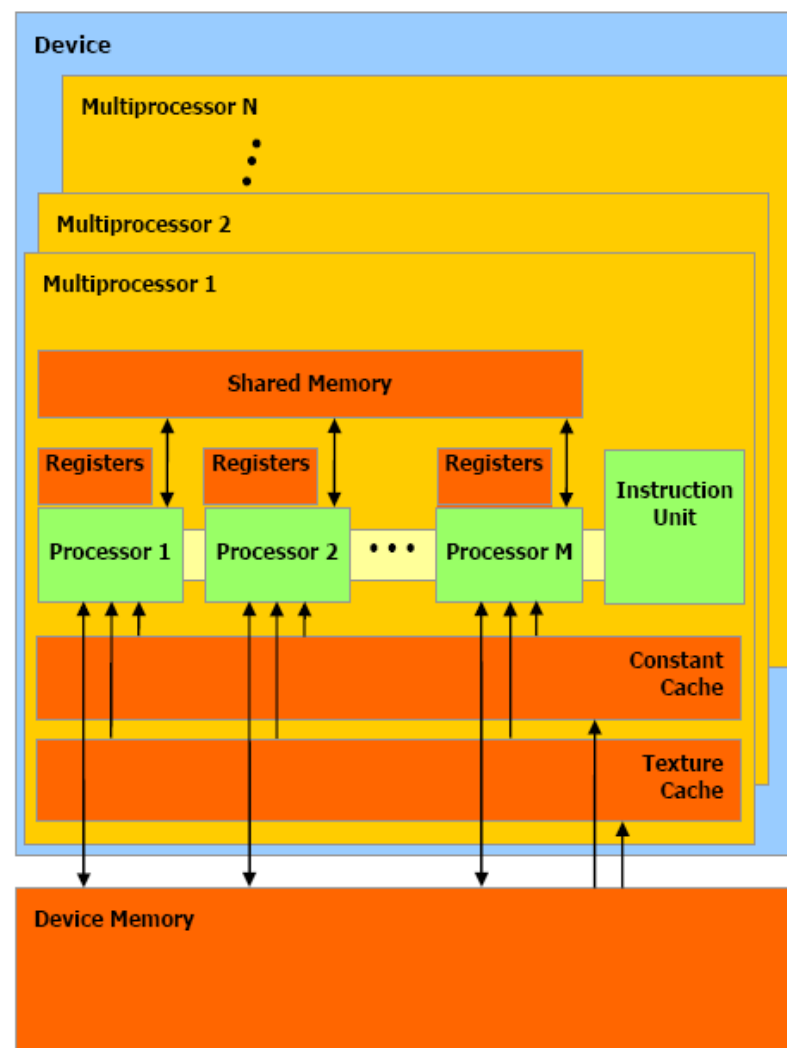 Device
Multiprocessor N
Multiprocessor 2
Multiprocessor 1
Shared Memory
Registers
Registers
Registers
Instruction
Unit
Processor 1
Processor 2
Processor M
Constant
Cache
Texture
Cache
Device Memory